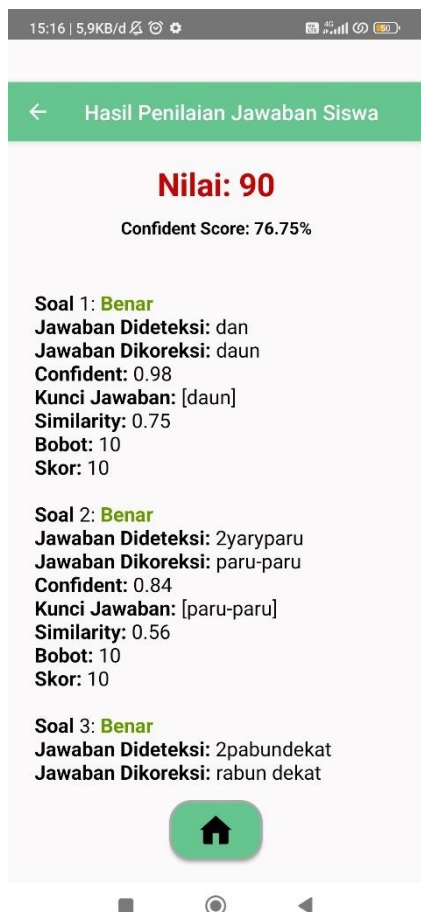 15:16 | 5,9KB/d
4G
50
Hasil Penilaian Jawaban Siswa
Nilai: 90
Confident Score: 76.75%
Soal 1: Benar
Jawaban Dideteksi: dan
Jawaban Dikoreksi: daun
Confident: 0.98
Kunci Jawaban: [daun]
Similarity: 0.75
Bobot: 10
Skor: 10
Soal 2: Benar
Jawaban Dideteksi: 2yaryparu
Jawaban Dikoreksi: paru-paru
Confident: 0.84
Kunci Jawaban: [paru-paru]
Similarity: 0.56
Bobot: 10
Skor: 10
Soal 3: Benar
Jawaban Dideteksi: 2pabundekat
Jawaban Dikoreksi: rabun dekat